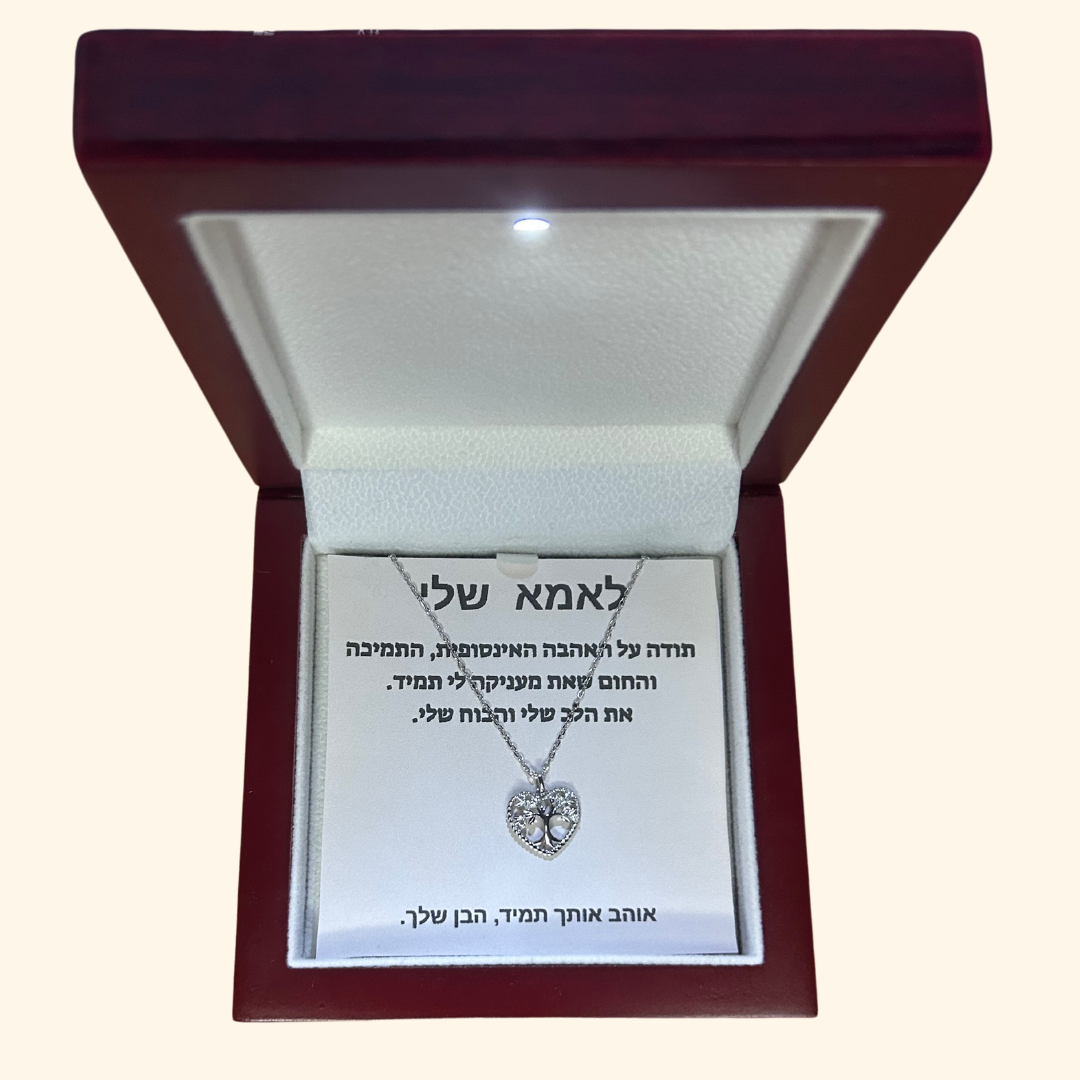 לאמא שלי
תודה על האהבה האינסופית, התמיכה
והחום שאת מעניקה לי תמיד.
את הלב שלי והכוח שלי.
אוהב אותך תמיד, הבן שלך.